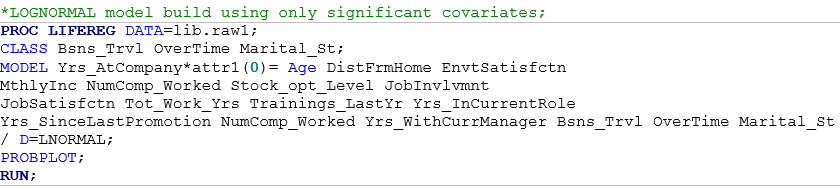 *LOGNORMAL model build using only significant covariates;
PROC LIFEREG DATA=lib.raw1;
CLASS Bsns_Trvl OverTime Marital_St;
MODEL Yrs_AtCompany*attr1(0)= Age DistFrmHome EnvtSatisfctn
MthlyInc NumComp_Worked Stock_opt_Level JobInvlvmnt
JobSatisfctn Tot_Work_Yrs Trainings_LastYr Yrs_InCurrentRole
Yrs_SinceLastPromotion NumComp_Worked Yrs_WithCurrManager Bsns_Trvl OverTime Marital_St
/ D=LNORMAL;
PROBPLOT;
RUN;